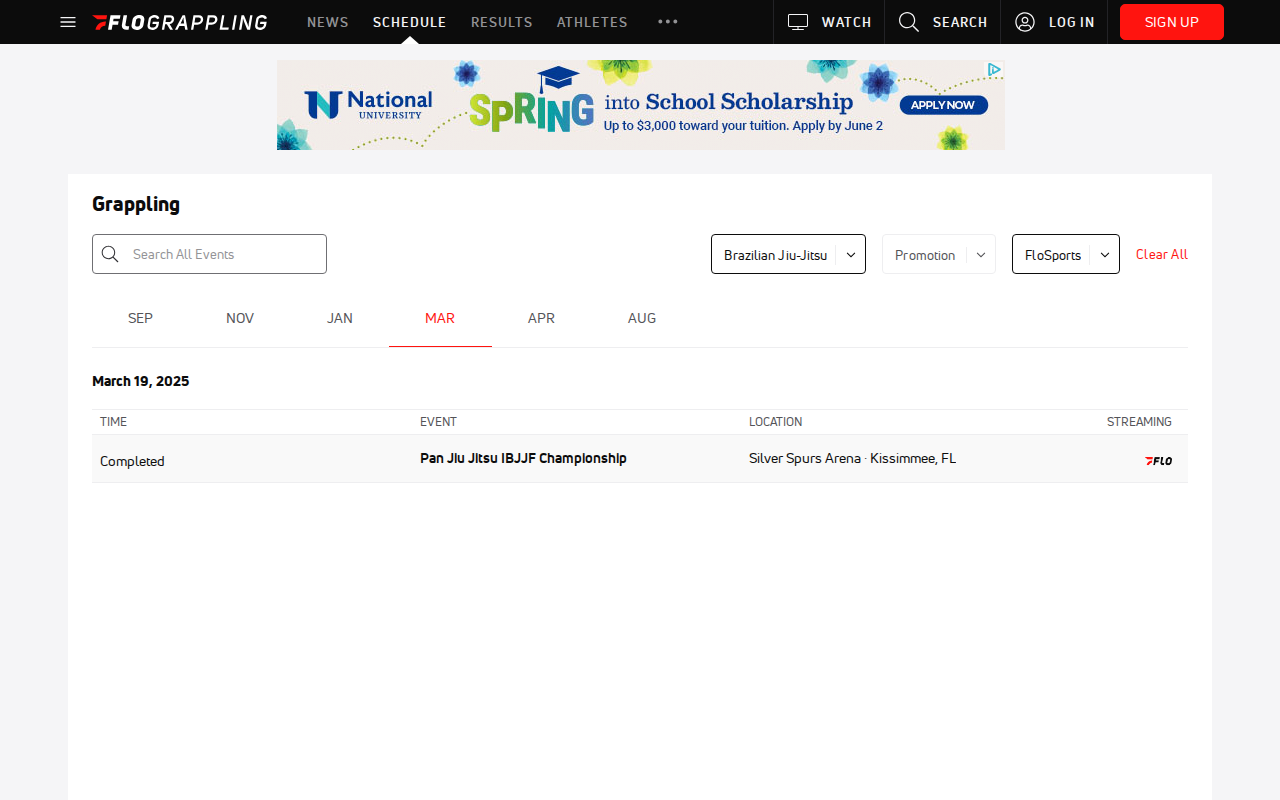 FLOGRAPPLING NEWS SCHEDULE RESULTS ATHLETES WATCH SEARCH LOG IN SIGN UP
National UNIVERSITY SPRING into School Scholarship APPLY NOW
Up to $3,000 toward your tuition. Apply by June 2
Grappling
Search All Events Brazilian Jiu-Jitsu Promotion FloSports Clear All
SEP NOV JAN MAR APR AUG
March 19, 2025
TIME EVENT LOCATION STREAMING
Completed Pan Jiu Jitsu IBJJF Championship Silver Spurs Arena · Kissimmee, FL FLO